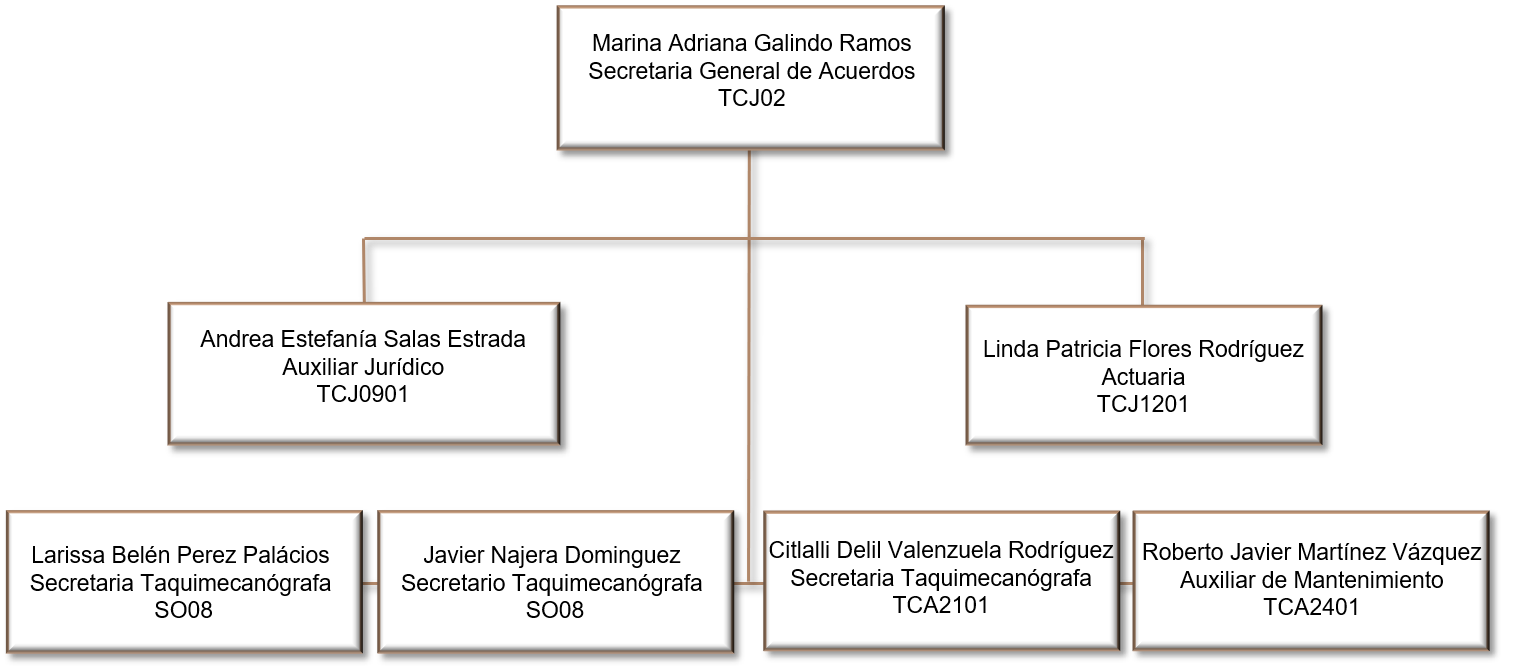 Marina Adriana Galindo Ramos
Secretaria General de Acuerdos
TCJ02
Andrea Estefanía Salas Estrada
Auxiliar Jurídico
TCJ0901
Linda Patricia Flores Rodríguez
Actuaria
TCJ1201
Larissa Belén Perez Palácios
Secretaria Taquimecanógrafa
SO08
Javier Najera Dominguez
Secretario Taquimecanógrafa
SO08
Citlalli Delil Valenzuela Rodríguez
Secretaria Taquimecanógrafa
TCA2101
Roberto Javier Martínez Vázquez
Auxiliar de Mantenimiento
TCA2401